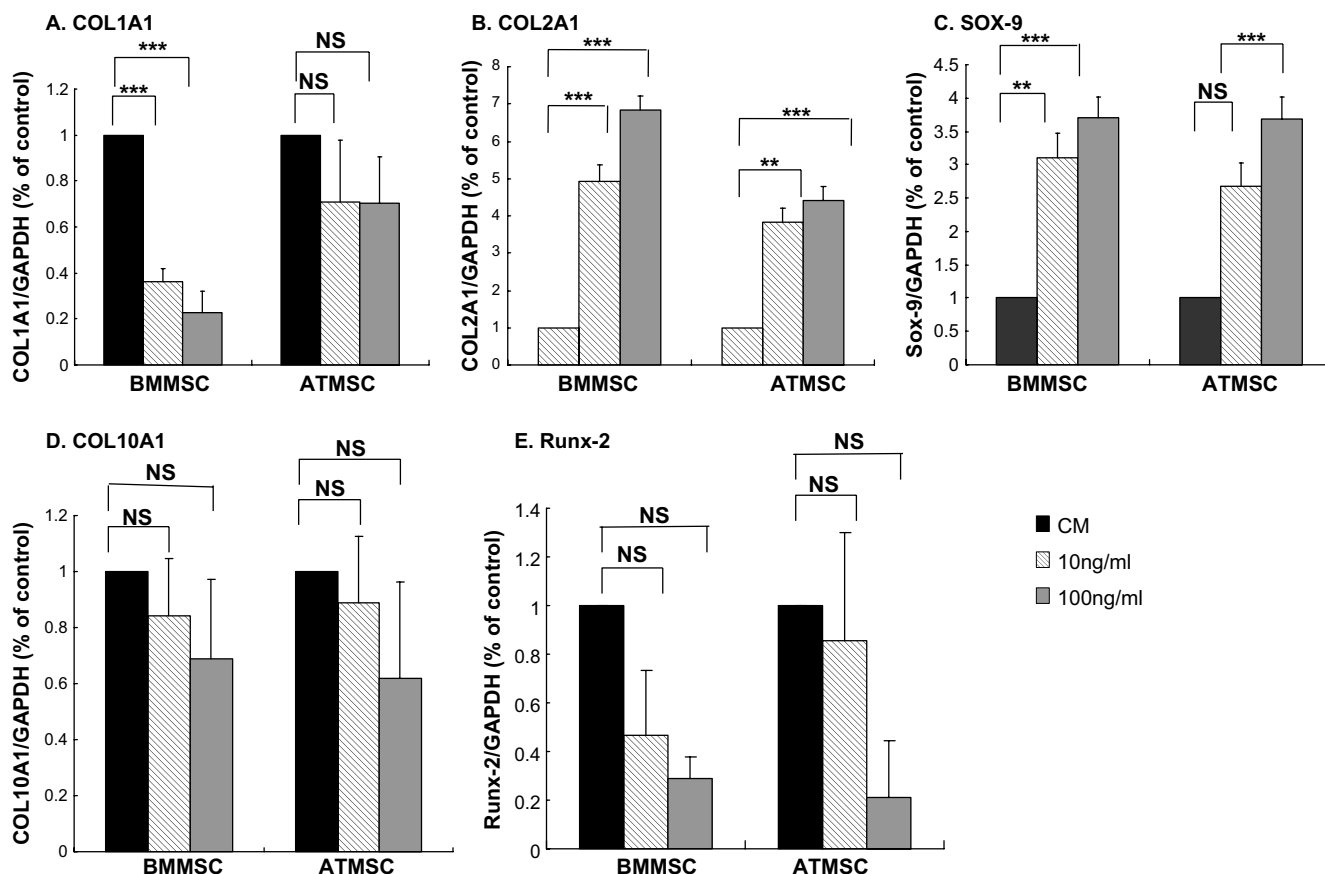 A. COL1A1
COL1A1/GAPDH (% of control)
1.2
1
0.8
0.6
0.4
0.2
0
***
***
NS
NS
BMMSC
ATMSC
B. COL2A1
COL2A1/GAPDH (% of control)
8
7
6
5
4
3
2
1
0
***
***
***
**
BMMSC
ATMSC
C. SOX-9
Sox-9/GAPDH (% of control)
4.5
4
3.5
3
2.5
2
1.5
1
0.5
0
***
**
***
NS
BMMSC
ATMSC
D. COL10A1
COL10A1/GAPDH (% of control)
1.2
1
0.8
0.6
0.4
0.2
0
NS
NS
NS
NS
BMMSC
ATMSC
E. Runx-2
Runx-2/GAPDH (% of control)
1.4
1.2
1
0.8
0.6
0.4
0.2
0
NS
NS
NS
NS
BMMSC
ATMSC
CM
10ng/ml
100ng/ml